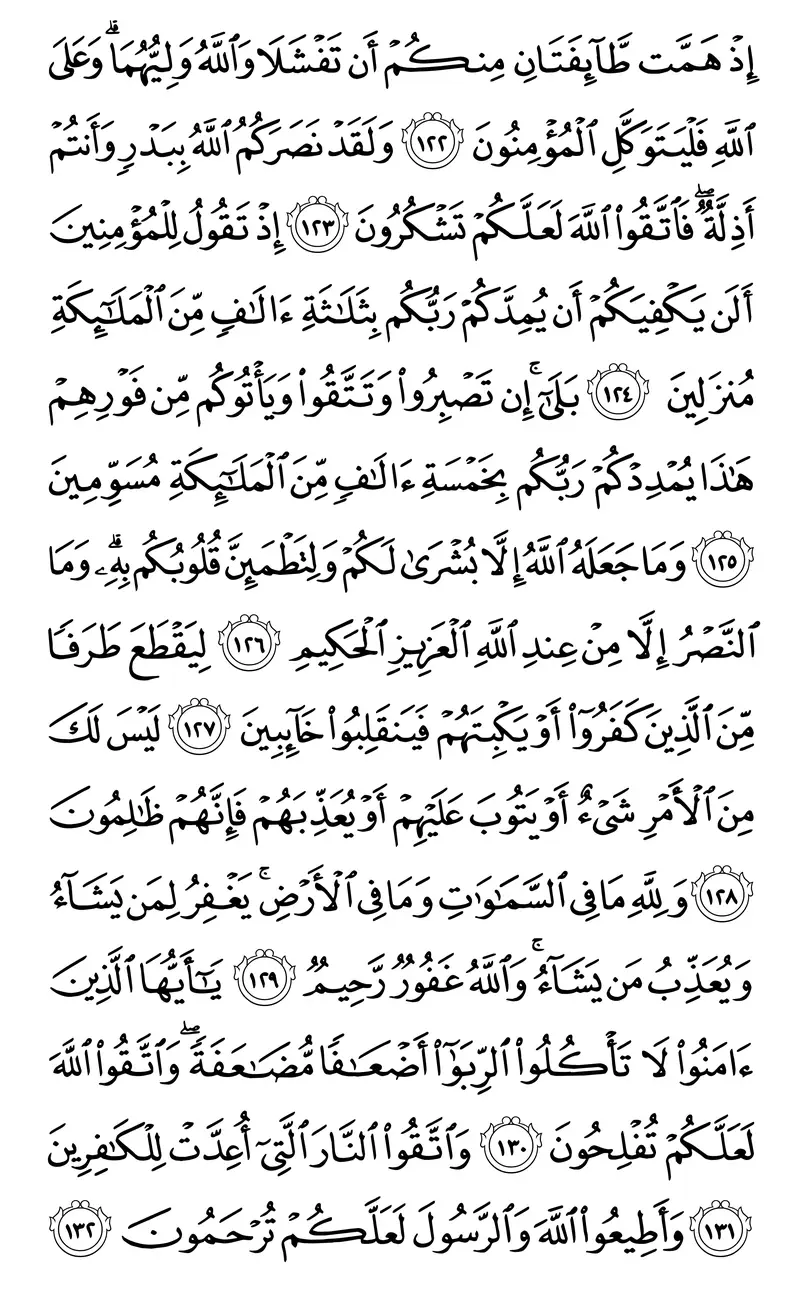 إِذْ هَمَّت طَّآئِفَتَانِ مِنكُمْ أَن تَفْشَلَا وَٱللَّهُ وَلِيُّهُمَا ۗ وَعَلَى
ٱللَّهِ فَلْيَتَوَكَّلِ ٱلْمُؤْمِنُونَ ١٢٢ وَلَقَدْ نَصَرَكُمُ ٱللَّهُ بِبَدْرٍ وَأَنتُمْ
أَذِلَّةٌ ۖ فَٱتَّقُوا۟ ٱللَّهَ لَعَلَّكُمْ تَشْكُرُونَ ١٢٣ إِذْ تَقُولُ لِلْمُؤْمِنِينَ
أَلَن يَكْفِيَكُمْ أَن يُمِدَّكُمْ رَبُّكُم بِثَلَٰثَةِ ءَالَٰفٍ مِّنَ ٱلْمَلَٰٓئِكَةِ
مُنزَلِينَ ١٢٤ بَلَىٰٓ ۚ إِن تَصْبِرُوا۟ وَتَتَّقُوا۟ وَيَأْتُوكُم مِّن فَوْرِهِمْ
هَٰذَا يُمْدِدْكُمْ رَبُّكُم بِخَمْسَةِ ءَالَٰفٍ مِّنَ ٱلْمَلَٰٓئِكَةِ مُسَوِّمِينَ
١٢٥ وَمَا جَعَلَهُ ٱللَّهُ إِلَّا بُشْرَىٰ لَكُمْ وَلِتَطْمَئِنَّ قُلُوبُكُم بِهِۦ ۗ وَمَا
ٱلنَّصْرُ إِلَّا مِنْ عِندِ ٱللَّهِ ٱلْعَزِيزِ ٱلْحَكِيمِ ١٢٦ لِيَقْطَعَ طَرَفًا
مِّنَ ٱلَّذِينَ كَفَرُوٓا۟ أَوْ يَكْبِتَهُمْ فَيَنقَلِبُوا۟ خَآئِبِينَ ١٢٧ لَيْسَ لَكَ
مِنَ ٱلْأَمْرِ شَىْءٌ أَوْ يَتُوبَ عَلَيْهِمْ أَوْ يُعَذِّبَهُمْ فَإِنَّهُمْ ظَٰلِمُونَ
١٢٨ وَلِلَّهِ مَا فِى ٱلسَّمَٰوَٰتِ وَمَا فِى ٱلْأَرْضِ ۚ يَغْفِرُ لِمَن يَشَآءُ
وَيُعَذِّبُ مَن يَشَآءُ ۚ وَٱللَّهُ غَفُورٌ رَّحِيمٌ ١٢٩ يَٰٓأَيُّهَا ٱلَّذِينَ
ءَامَنُوا۟ لَا تَأْكُلُوا۟ ٱلرِّبَوٰٓا۟ أَضْعَٰفًا مُّضَٰعَفَةً ۖ وَٱتَّقُوا۟ ٱللَّهَ
لَعَلَّكُمْ تُفْلِحُونَ ١٣٠ وَٱتَّقُوا۟ ٱلنَّارَ ٱلَّتِىٓ أُعِدَّتْ لِلْكَٰفِرِينَ
١٣١ وَأَطِيعُوا۟ ٱللَّهَ وَٱلرَّسُولَ لَعَلَّكُمْ تُرْحَمُونَ ١٣٢